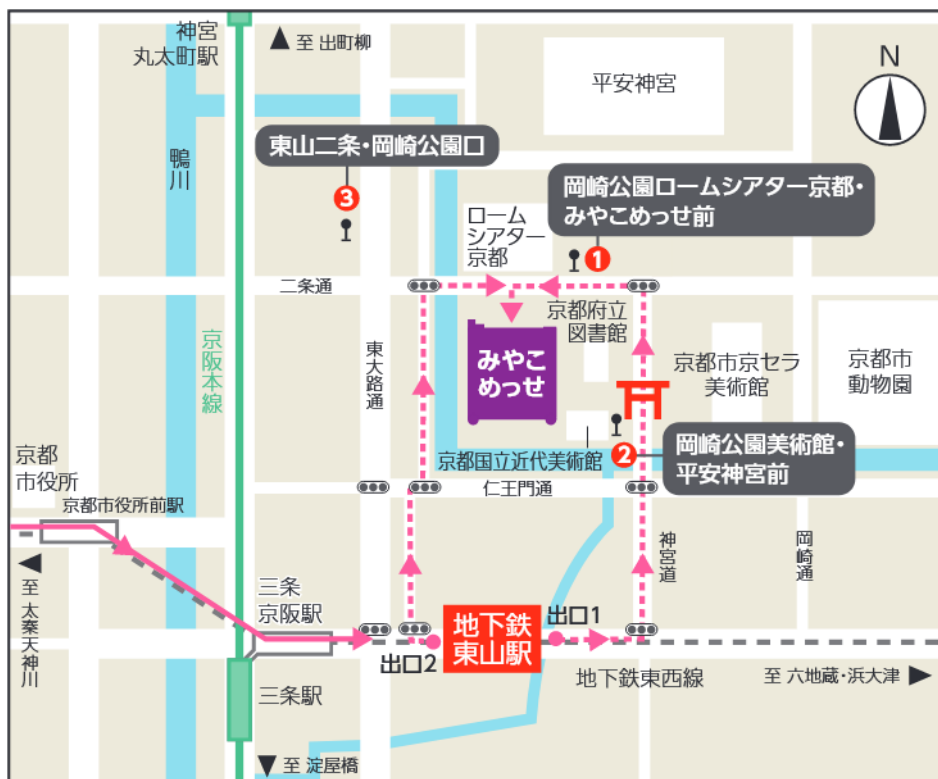 神宮
丸太町駅
至 出町柳
平安神宮
N
鴨川
東山二条・岡崎公園口
3
岡崎公園ロームシアター京都・
みやこめっせ前
1
ローム
シアター
京都
二条通
京都府立
図書館
京阪本線
東大路通
みやこ
めっせ
京都市京セラ
美術館
京都市
動物園
京都国立近代美術館
2
岡崎公園美術館・
平安神宮前
京都
市役所
京都市役所前駅
仁王門通
神宮道
岡崎通
至 太秦天神川
三条
京阪駅
出口2
地下鉄
東山駅
出口1
三条駅
地下鉄東西線
至 六地蔵・浜大津
至 淀屋橋